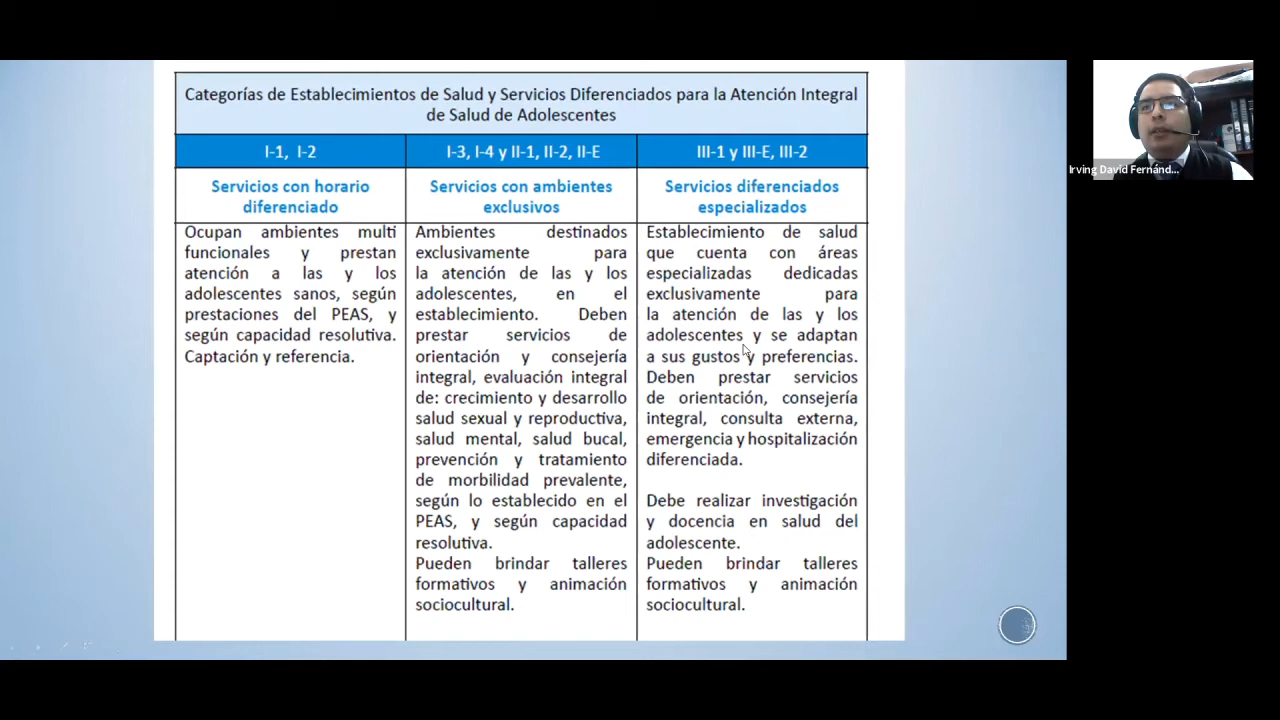 Categorías de Establecimientos de Salud y Servicios Diferenciados para la Atención Integral
de Salud de Adolescentes
I-1, I-2
I-3, I-4 y II-1, II-2, II-E
III-1 y III-E, III-2
Servicios con horario
diferenciado
Servicios con ambientes
exclusivos
Servicios diferenciados
especializados
Ocupan ambientes multi
funcionales y prestan
atención a las y los
adolescentes sanos, según
prestaciones del PEAS, y
según capacidad resolutiva.
Captación y referencia.
Ambientes destinados
exclusivamente para
la atención de las y los
adolescentes, en el
establecimiento. Deben
prestar servicios de
orientación y consejería
integral, evaluación integral
de: crecimiento y desarrollo
salud sexual y reproductiva,
salud mental, salud bucal,
prevención y tratamiento
de morbilidad prevalente,
según lo establecido en el
PEAS, y según capacidad
resolutiva.
Pueden brindar talleres
formativos y animación
sociocultural.
Establecimiento de salud
que cuenta con áreas
especializadas dedicadas
exclusivamente para
la atención de las y los
adolescentes y se adaptan
a sus gustos y preferencias.
Deben prestar servicios
de orientación, consejería
integral, consulta externa,
emergencia y hospitalización
diferenciada.
Debe realizar investigación
y docencia en salud del
adolescente.
Pueden brindar talleres
formativos y animación
sociocultural.
Irving David Fernánd...